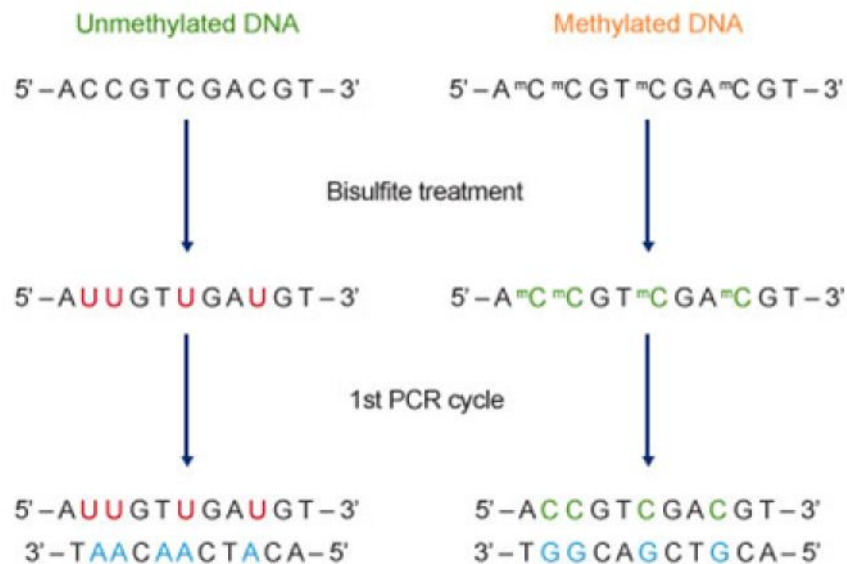 Unmethylated DNA Methylated DNA
5'-ACCGTCGACGT-3' 5'-AᵐCᵐCGTᵐCGAᵐCGT-3'
Bisulfite treatment
5'-AUUGTUGAUGT-3' 5'-AᵐCᵐCGTᵐCGAᵐCGT-3'
1st PCR cycle
5'-AUUGTUGAUGT-3' 5'-ACCGTCGACGT-3'
3'-TAACAACTACA-5' 3'-TGGCAGCTGCA-5'